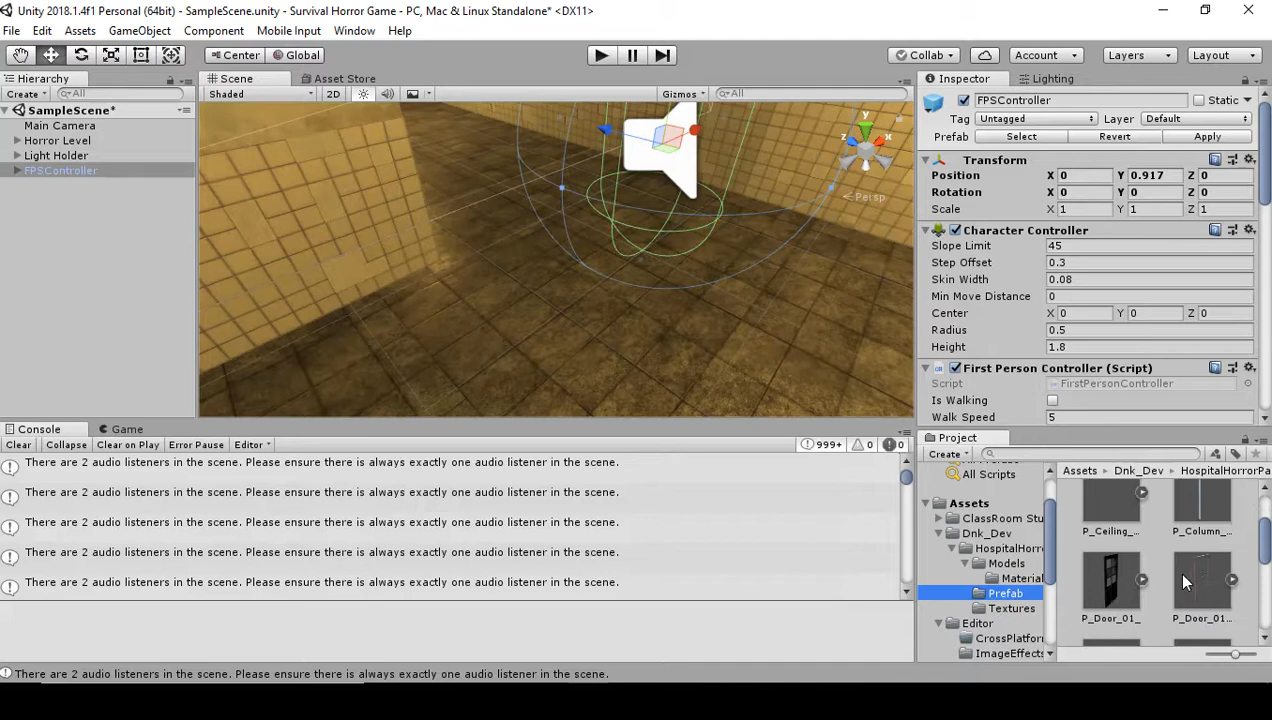 Unity 2018.1.4f1 Personal (64bit) - SampleScene.unity - Survival Horror Game - PC, Mac & Linux Standalone* <DX11>
File Edit Assets GameObject Component Mobile Input Window Help
Center Global Collab Account Layers Layout
Hierarchy
Create All
SampleScene*
Main Camera
Horror Level
Light Holder
FPSController
Scene Asset Store
Shaded 2D Gizmos All
y
z x
Persp
Inspector Lighting
FPSController Static
Tag Untagged Layer Default
Prefab Select Revert Apply
Transform
Position X 0 Y 0.917 Z 0
Rotation X 0 Y 0 Z 0
Scale X 1 Y 1 Z 1
Character Controller
Slope Limit 45
Step Offset 0.3
Skin Width 0.08
Min Move Distance 0
Center X 0 Y 0 Z 0
Radius 0.5
Height 1.8
First Person Controller (Script)
Script FirstPersonController
Is Walking
Walk Speed 5
Console Game
Clear Collapse Clear on Play Error Pause Editor 999+ 0 0
There are 2 audio listeners in the scene. Please ensure there is always exactly one audio listener in the scene.
There are 2 audio listeners in the scene. Please ensure there is always exactly one audio listener in the scene.
There are 2 audio listeners in the scene. Please ensure there is always exactly one audio listener in the scene.
There are 2 audio listeners in the scene. Please ensure there is always exactly one audio listener in the scene.
There are 2 audio listeners in the scene. Please ensure there is always exactly one audio listener in the scene.
Project
Create
All Scripts
Assets
ClassRoom Stu
Dnk_Dev
HospitalHorr
Models
Material
Prefab
Textures
Editor
CrossPlatfor
ImageEffects
Assets Dnk_Dev HospitalHorrorPa
P_Ceiling_... P_Column_...
P_Door_01_ P_Door_01...
There are 2 audio listeners in the scene. Please ensure there is always exactly one audio listener in the scene.